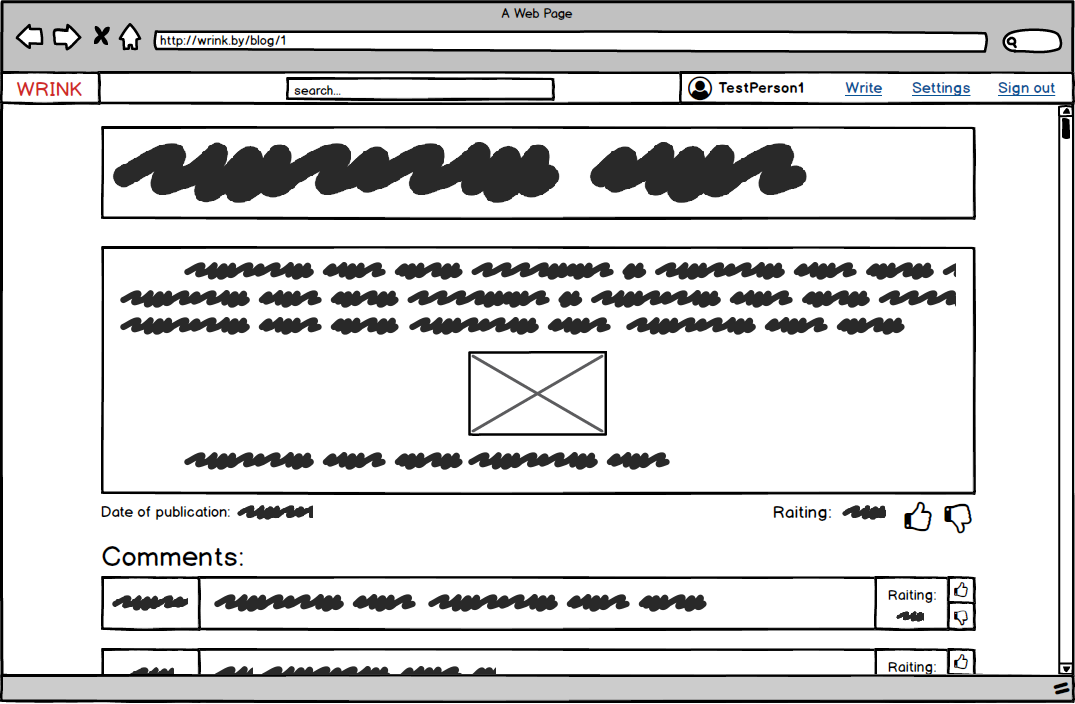 A Web Page
http://wrink.by/blog/1
WRINK
search...
TestPerson1
Write
Settings
Sign out
Date of publication:
Raiting:
Comments:
Raiting:
Raiting: